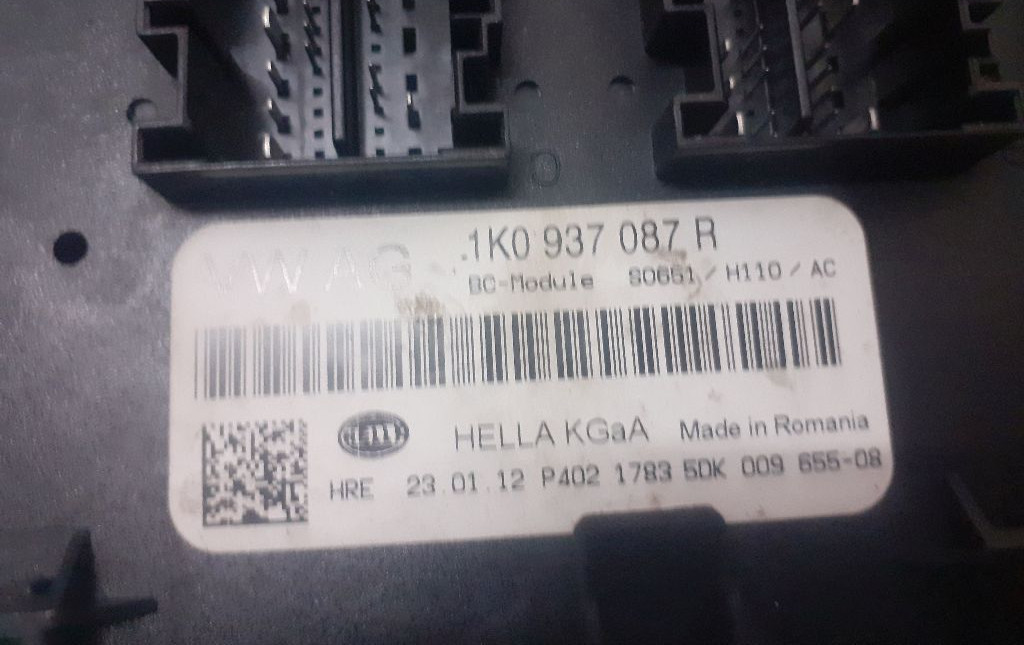 VW AG .1K0 937 087 R
BC-Module S0651 / H110 / AC
HELLA HELLA KGaA Made in Romania
HRE 23.01.12 P402 1783 5DK 009 655-08